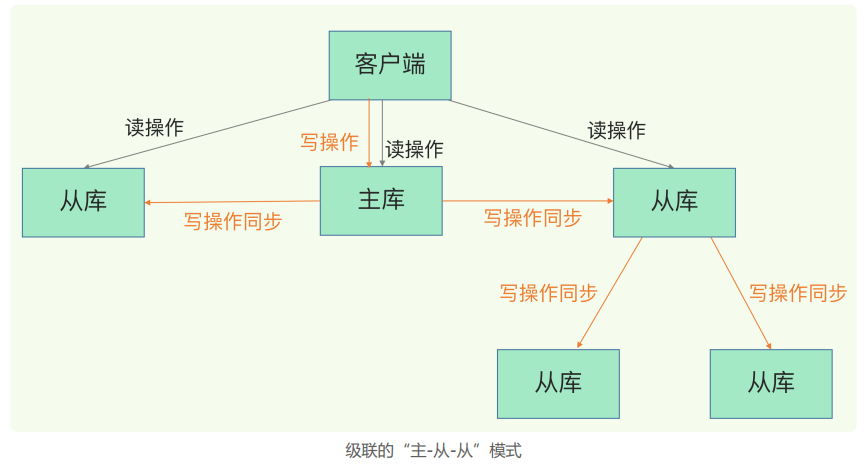 客户端
读操作
写操作
读操作
读操作
从库
主库
从库
写操作同步
写操作同步
写操作同步
写操作同步
从库
从库
级联的“主-从-从”模式